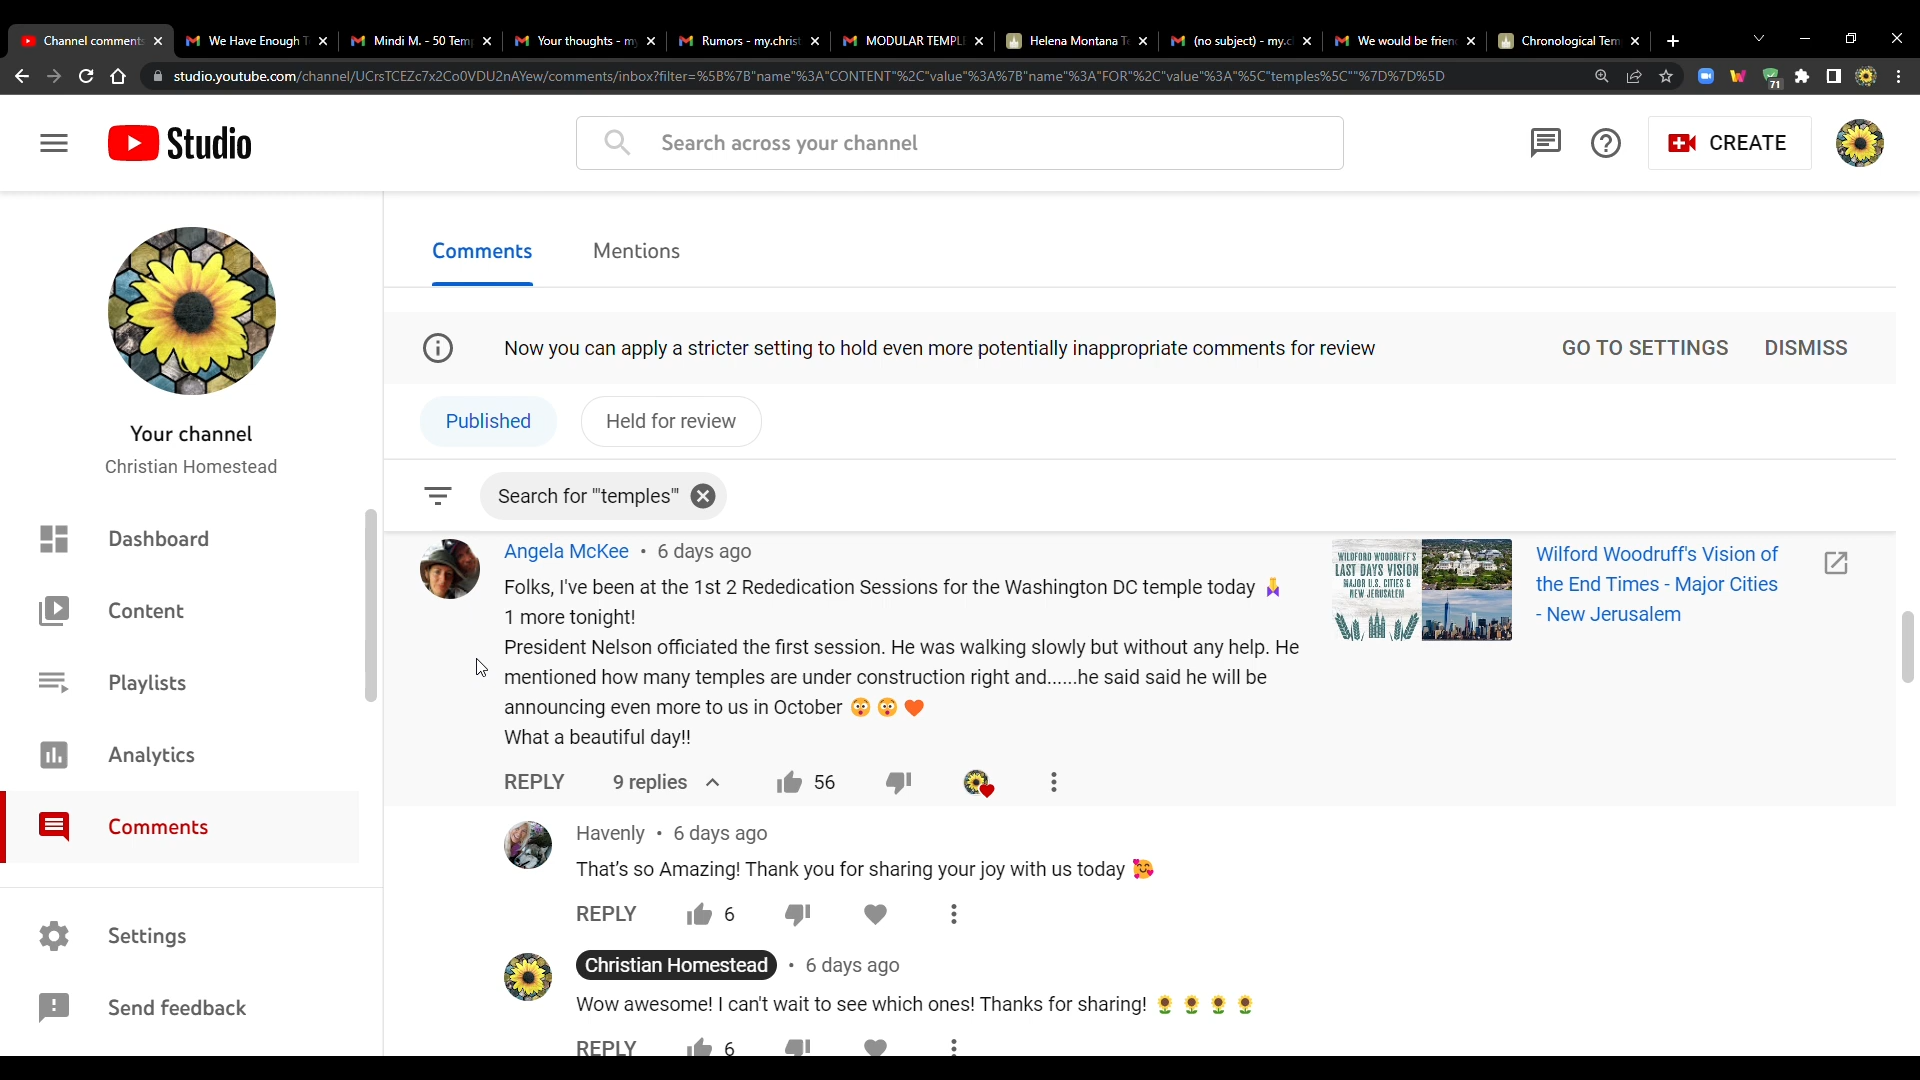 Channel comment
We Have Enough T
Mindi M. - 50 Tem
Your thoughts - m
Rumors - my.christ
MODULAR TEMPL
Helena Montana Te
(no subject) - my.c
We would be frien
Chronological Tem
studio.youtube.com/channel/UCrsTCEZc7x2Co0VDU2nAYew/comments/inbox?filter=%5B%7B"name"%3A"CONTENT"%2C"value"%3A%7B"name"%3A"FOR"%2C"value"%3A"%5C"temples%5C""%7D%7D%5D
71
Studio
Search across your channel
CREATE
Your channel
Christian Homestead
Dashboard
Content
Playlists
Analytics
Comments
Settings
Send feedback
Comments
Mentions
Now you can apply a stricter setting to hold even more potentially inappropriate comments for review
GO TO SETTINGS
DISMISS
Published
Held for review
Search for '"temples"'
Angela McKee • 6 days ago
Folks, I've been at the 1st 2 Rededication Sessions for the Washington DC temple today 🙏
1 more tonight!
President Nelson officiated the first session. He was walking slowly but without any help. He
mentioned how many temples are under construction right and......he said said he will be
announcing even more to us in October 😲 😲 🧡
What a beautiful day!!
REPLY
9 replies
56
WILDFORD WOODRUFF'S
LAST DAYS VISION
MAJOR U.S. CITIES &
NEW JERUSALEM
Wilford Woodruff's Vision of
the End Times - Major Cities
- New Jerusalem
Havenly • 6 days ago
That's so Amazing! Thank you for sharing your joy with us today 🥰
REPLY
6
Christian Homestead • 6 days ago
Wow awesome! I can't wait to see which ones! Thanks for sharing! 🌻 🌻 🌻 🌻
REPLY
6